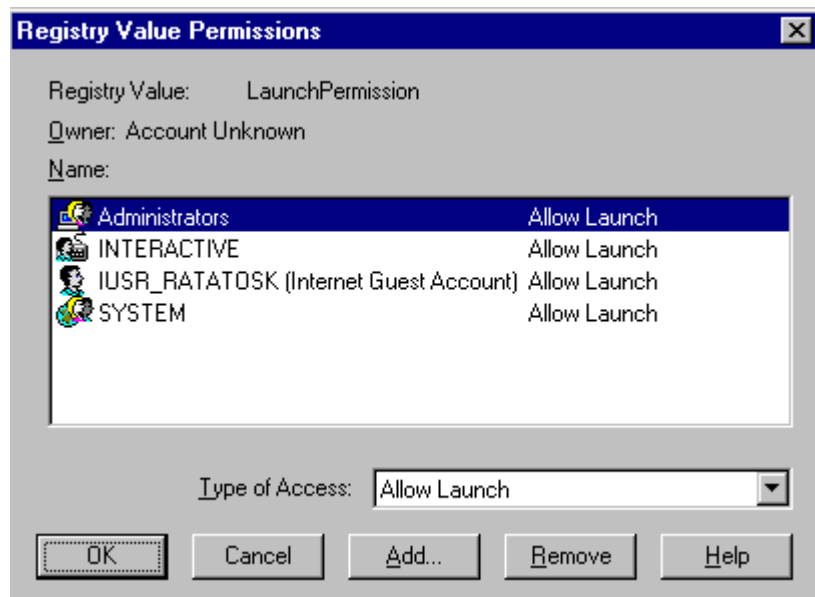 Registry Value Permissions
Registry Value: LaunchPermission
Owner: Account Unknown
Name:
Administrators Allow Launch
INTERACTIVE Allow Launch
IUSR_RATATOSK (Internet Guest Account) Allow Launch
SYSTEM Allow Launch
Type of Access: Allow Launch
OK Cancel Add... Remove Help